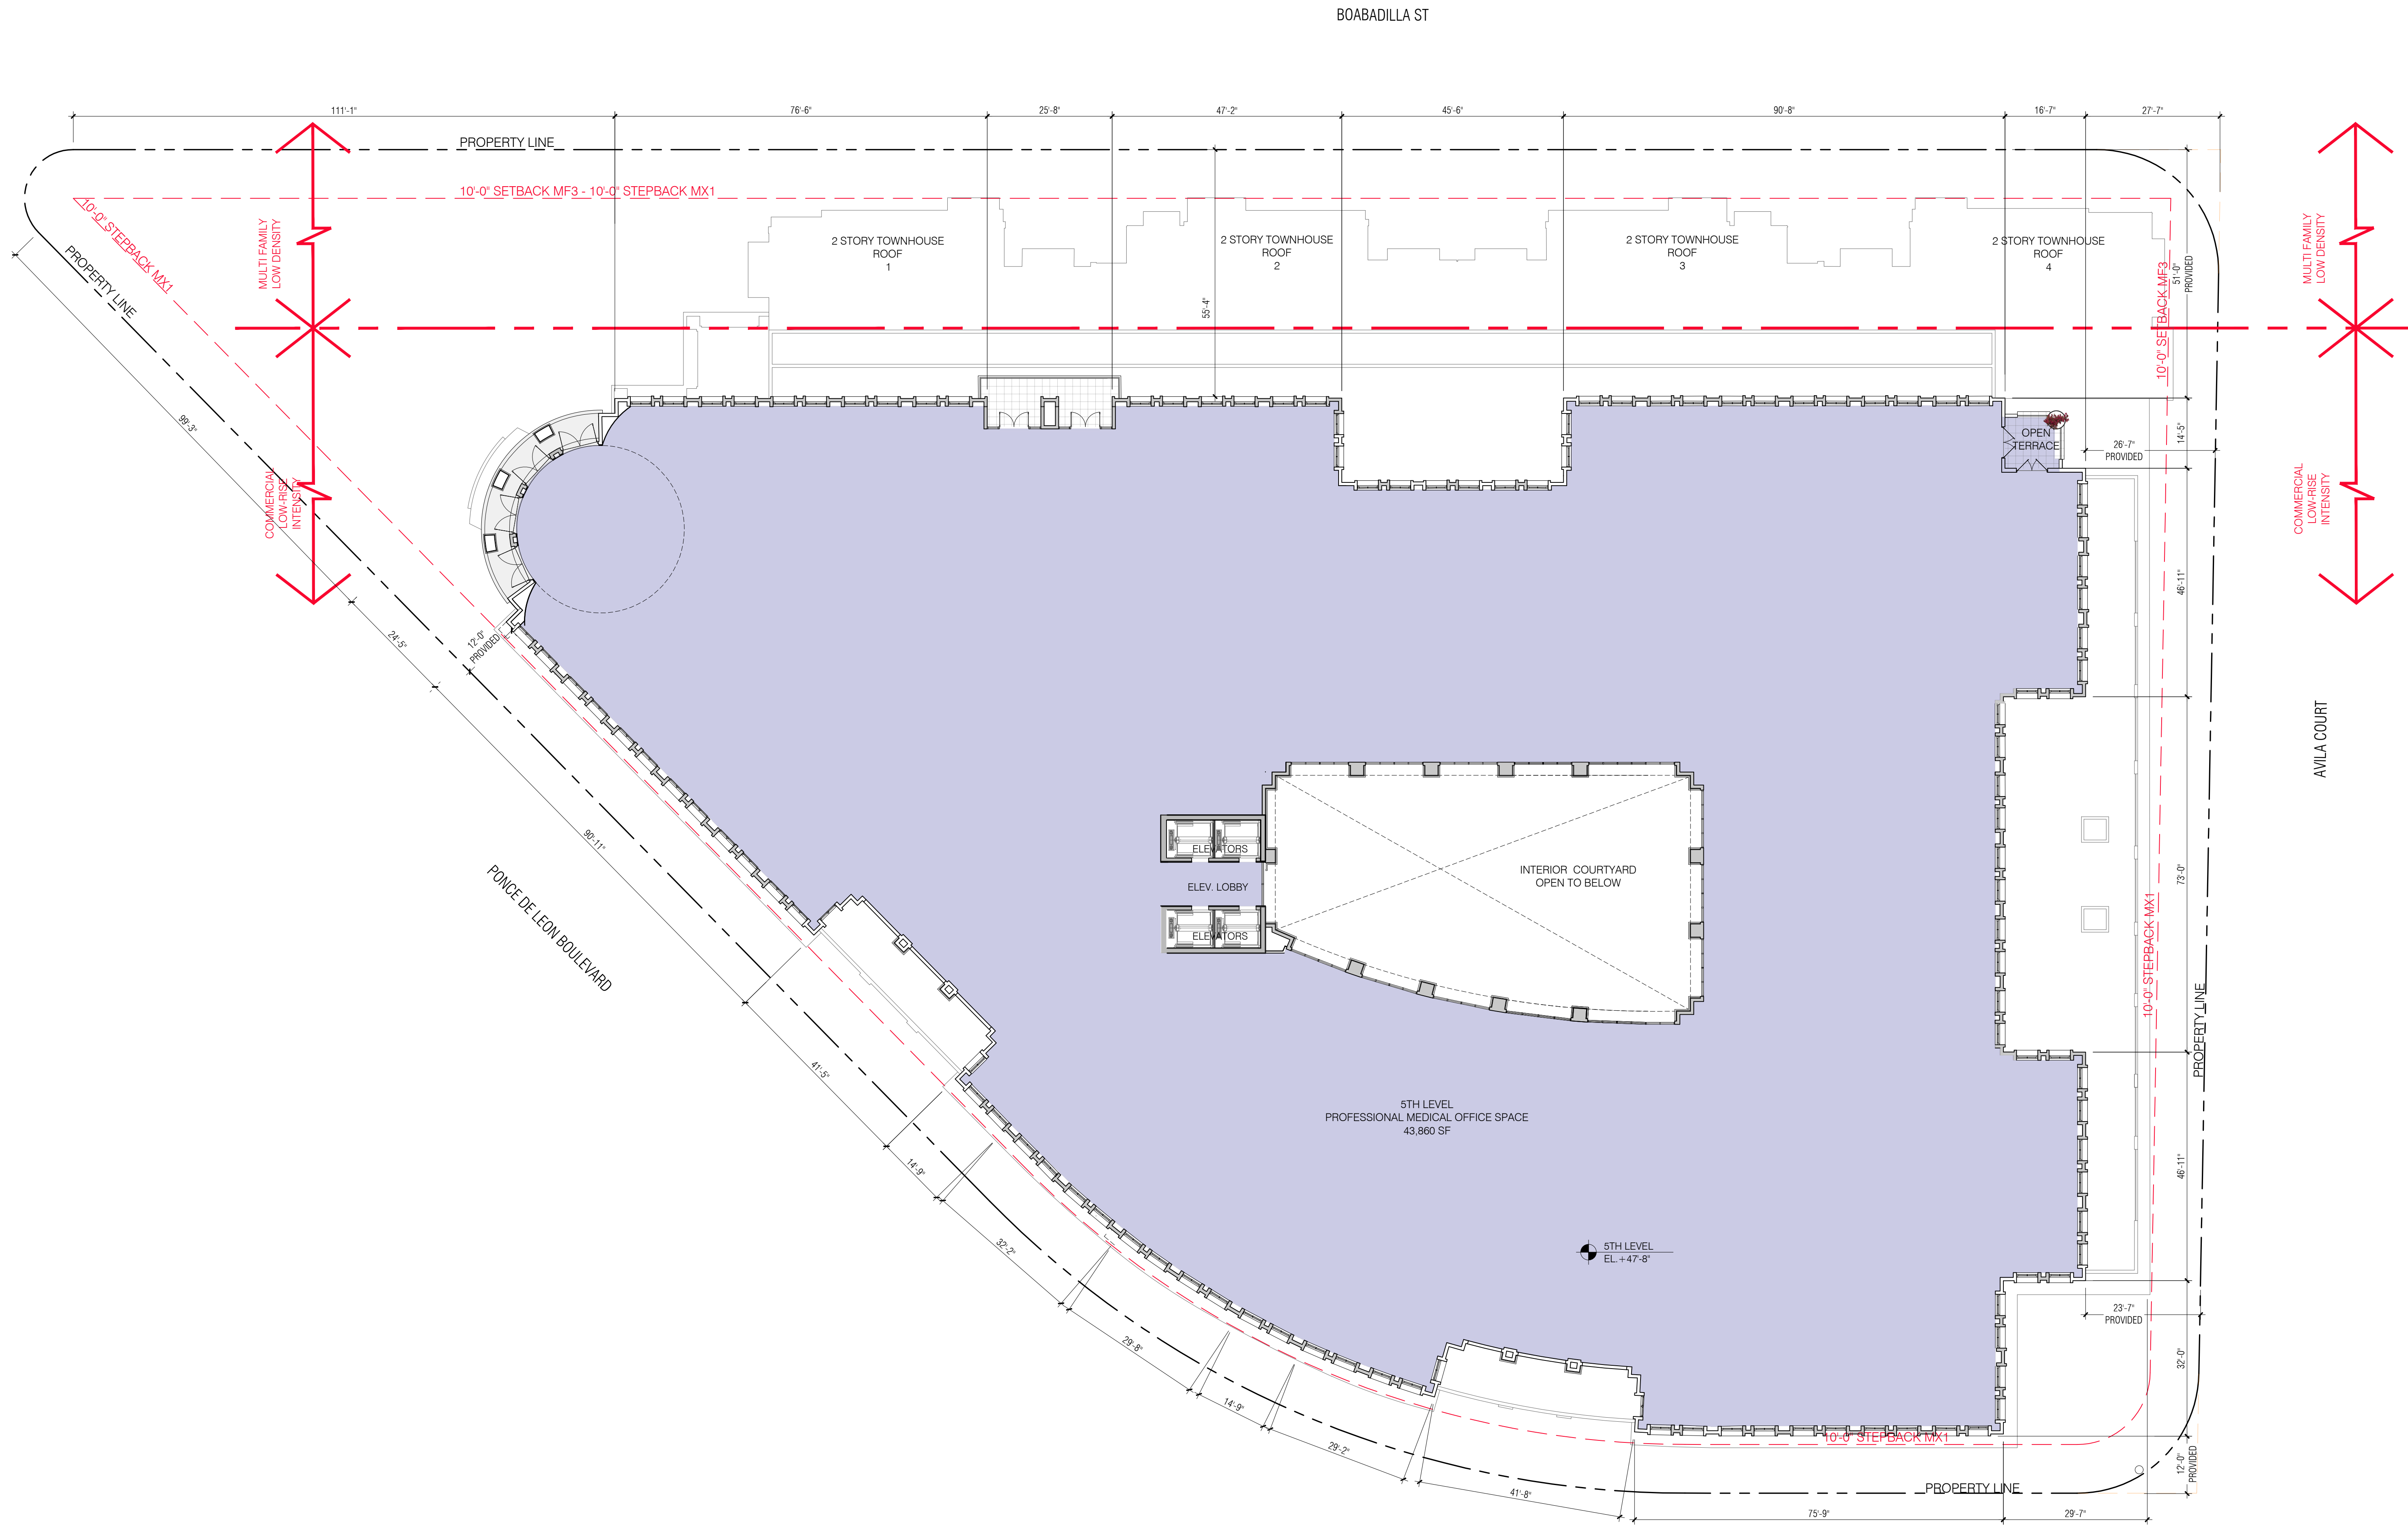 BOABADILLA ST
111'-1"
76'-6"
25'-8"
47'-2"
45'-6"
90'-8"
16'-7"
27'-7"
PROPERTY LINE
10'-0" SETBACK MF3 - 10'-0" STEPBACK MX1
10'-0" STEPBACK MX1
PROPERTY LINE
MULTI FAMILY
LOW DENSITY
COMMERCIAL
LOW-RISE
INTENSITY
2 STORY TOWNHOUSE
ROOF
1
2 STORY TOWNHOUSE
ROOF
2
2 STORY TOWNHOUSE
ROOF
3
2 STORY TOWNHOUSE
ROOF
4
55'-4"
10'-0" SETBACK MF3
51'-0"
PROVIDED
MULTI FAMILY
LOW DENSITY
COMMERCIAL
LOW-RISE
INTENSITY
OPEN
TERRACE
26'-7"
PROVIDED
14'-5"
46'-11"
73'-0"
46'-11"
32'-0"
12'-0"
PROVIDED
AVILA COURT
99'-3"
24'-5"
12'-0"
PROVIDED
90'-11"
PONCE DE LEON BOULEVARD
41'-5"
14'-9"
32'-2"
29'-8"
14'-9"
29'-2"
41'-8"
ELEVATORS
ELEV. LOBBY
ELEVATORS
INTERIOR COURTYARD
OPEN TO BELOW
10'-0" STEPBACK MX1
PROPERTY LINE
5TH LEVEL
PROFESSIONAL MEDICAL OFFICE SPACE
43,860 SF
5TH LEVEL
EL.+47'-8"
23'-7"
PROVIDED
10'-0" STEPBACK MX1
PROPERTY LINE
75'-9"
29'-7"